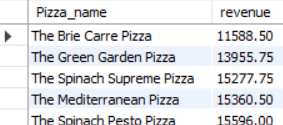 Pizza_name revenue
The Brie Carre Pizza 11588.50
The Green Garden Pizza 13955.75
The Spinach Supreme Pizza 15277.75
The Mediterranean Pizza 15360.50
The Spinach Pesto Pizza 15596.00